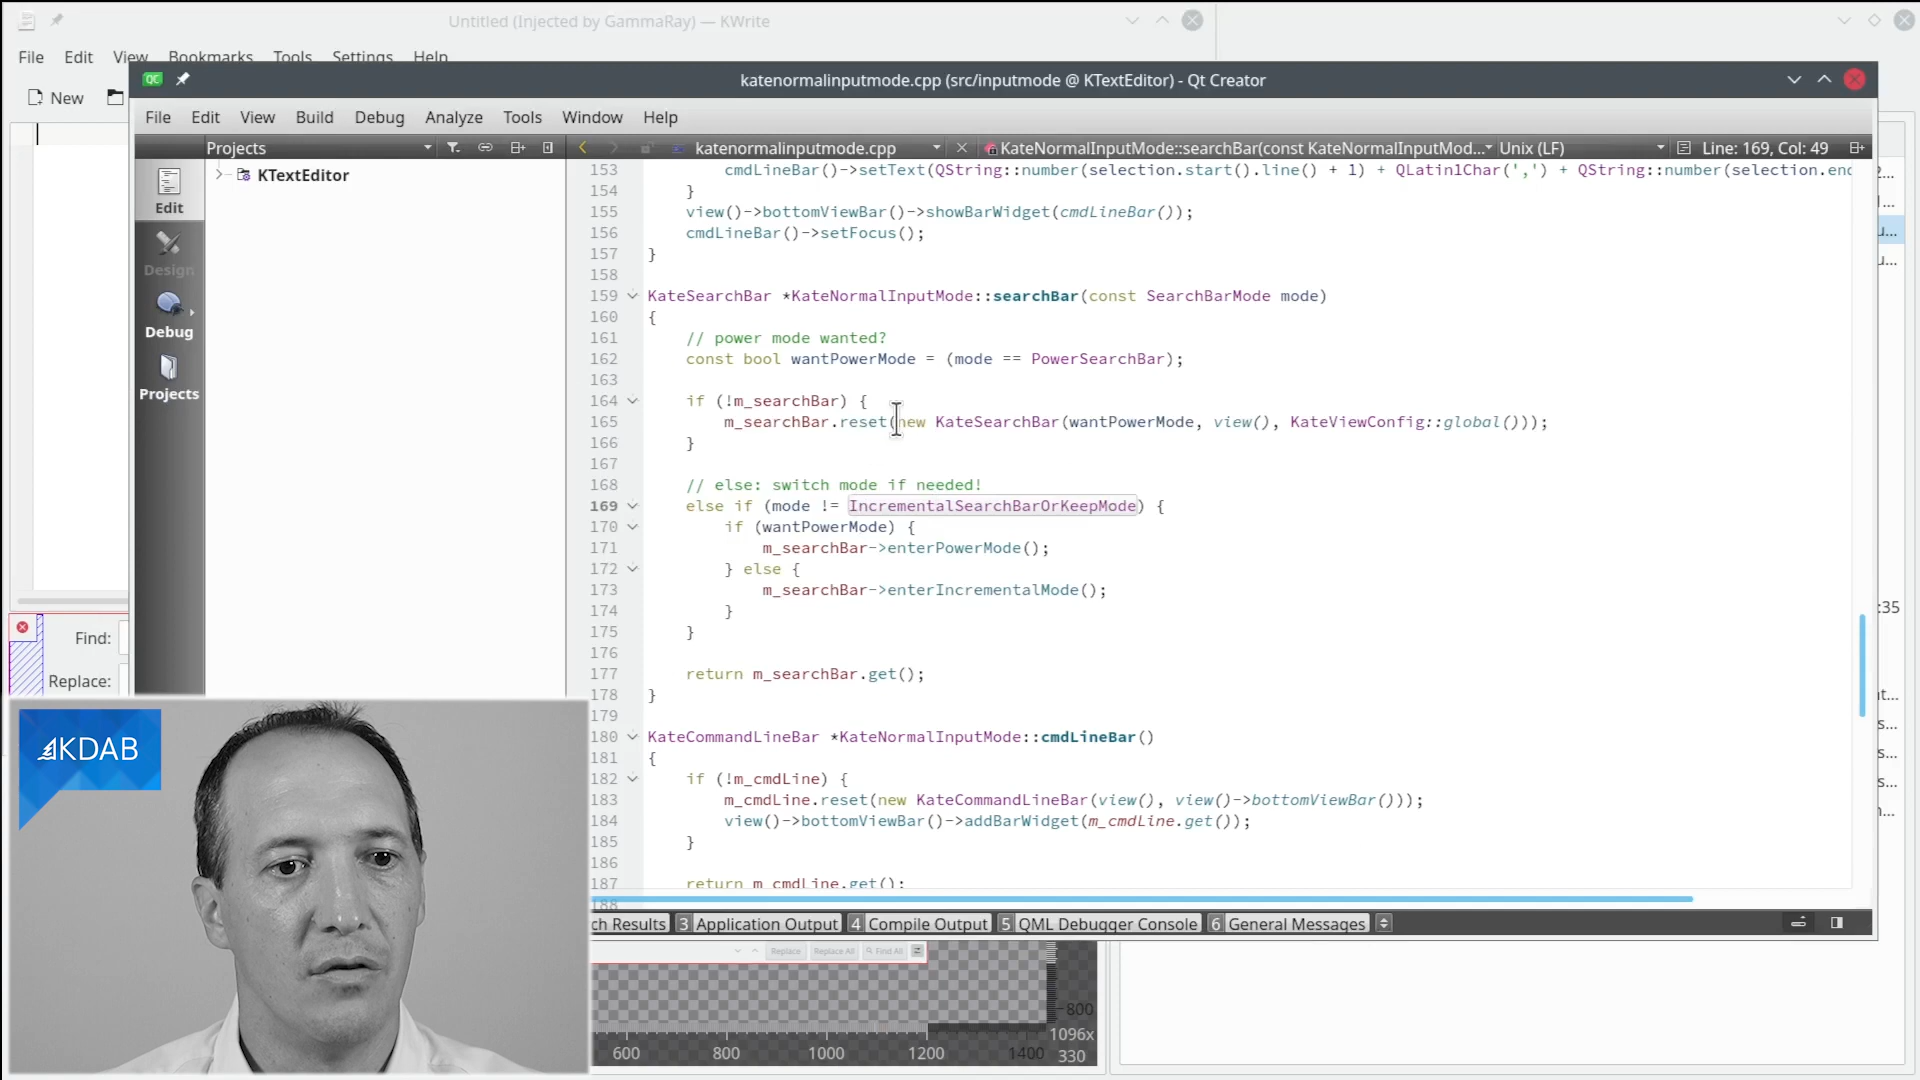 Untitled (Injected by GammaRay) — KWrite
File Edit View Bookmarks Tools Settings Help
New
katenormalinputmode.cpp (src/inputmode @ KTextEditor) - Qt Creator
File Edit View Build Debug Analyze Tools Window Help
Projects
katenormalinputmode.cpp
KateNormalInputMode::searchBar(const KateNormalInputMod...
Unix (LF)
Line: 169, Col: 49
KTextEditor
Edit
Design
Debug
Projects
153 cmdLineBar()->setText(QString::number(selection.start().line() + 1) + QLatin1Char(',') + QString::number(selection.end
154 }
155 view()->bottomViewBar()->showBarWidget(cmdLineBar());
156 cmdLineBar()->setFocus();
157 }
158
159 KateSearchBar *KateNormalInputMode::searchBar(const SearchBarMode mode)
160 {
161 // power mode wanted?
162 const bool wantPowerMode = (mode == PowerSearchBar);
163
164 if (!m_searchBar) {
165 m_searchBar.reset(new KateSearchBar(wantPowerMode, view(), KateViewConfig::global()));
166 }
167
168 // else: switch mode if needed!
169 else if (mode != IncrementalSearchBarOrKeepMode) {
170 if (wantPowerMode) {
171 m_searchBar->enterPowerMode();
172 } else {
173 m_searchBar->enterIncrementalMode();
174 }
175 }
176
177 return m_searchBar.get();
178 }
179
180 KateCommandLineBar *KateNormalInputMode::cmdLineBar()
181 {
182 if (!m_cmdLine) {
183 m_cmdLine.reset(new KateCommandLineBar(view(), view()->bottomViewBar()));
184 view()->bottomViewBar()->addBarWidget(m_cmdLine.get());
185 }
186
187 return m_cmdLine.get();
188
ch Results 3 Application Output 4 Compile Output 5 QML Debugger Console 6 General Messages
Find:
Replace:
KDAB
Replace Replace All Find All
800
1096x
330
600 800 1000 1200 1400
:35